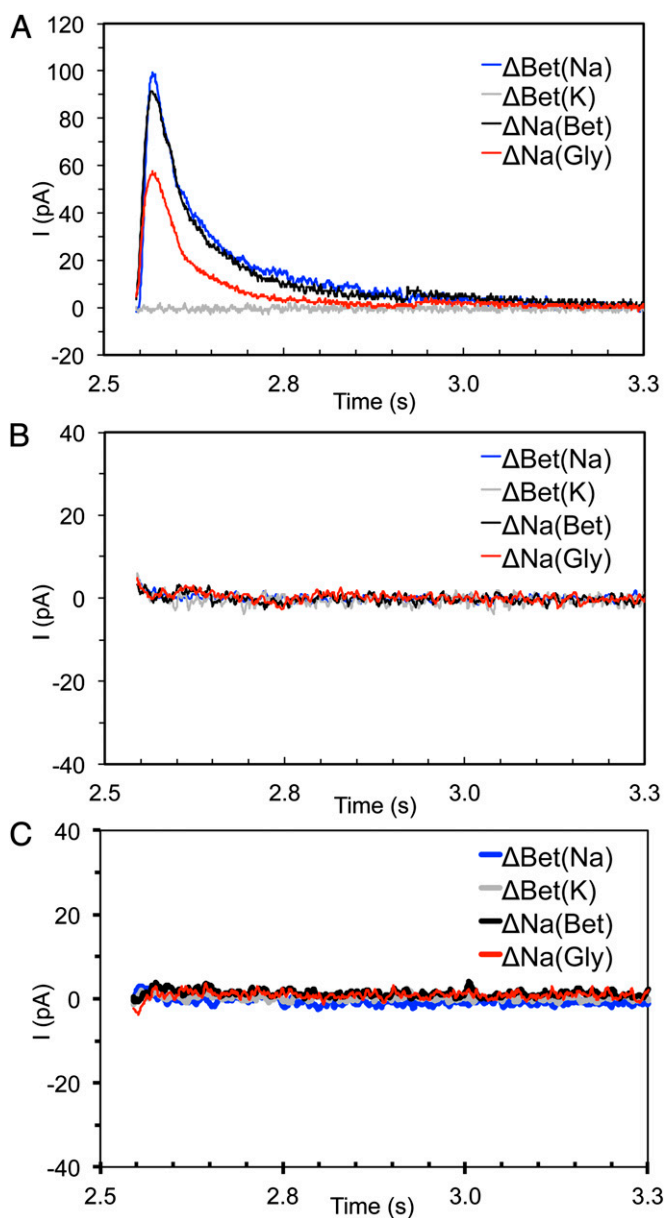 A
I (pA)
120
100
80
60
40
20
0
-20
ΔBet(Na)
ΔBet(K)
ΔNa(Bet)
ΔNa(Gly)
2.5 2.8 3.0 3.3
Time (s)
B
I (pA)
40
20
0
-20
-40
ΔBet(Na)
ΔBet(K)
ΔNa(Bet)
ΔNa(Gly)
2.5 2.8 3.0 3.3
Time (s)
C
I (pA)
40
20
0
-20
-40
ΔBet(Na)
ΔBet(K)
ΔNa(Bet)
ΔNa(Gly)
2.5 2.8 3.0 3.3
Time (s)